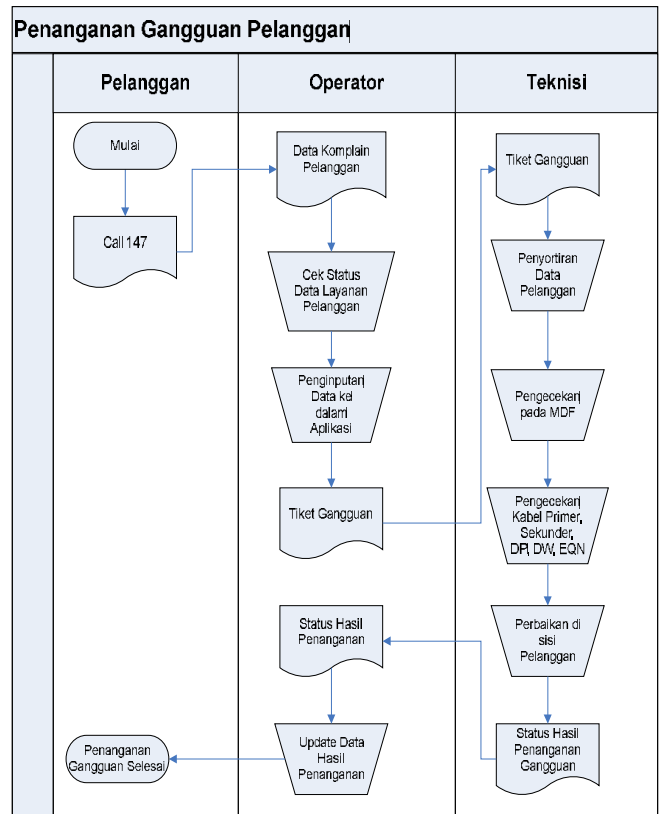 Penanganan Gangguan Pelanggan
Pelanggan
Operator
Teknisi
Mulai
Call 147
Data Komplain
Pelanggan
Cek Status
Data Layanan
Pelanggan
Penginputan
Data ke
dalam
Aplikasi
Tiket Gangguan
Tiket Gangguan
Penyortiran
Data
Pelanggan
Pengecekan
pada MDF
Pengecekan
Kabel Primer,
Sekunder,
DP, DW, EQN
Perbaikan di
sisi
Pelanggan
Status Hasil
Penanganan
Gangguan
Status Hasil
Penanganan
Update Data
Hasil
Penanganan
Penanganan
Gangguan Selesai